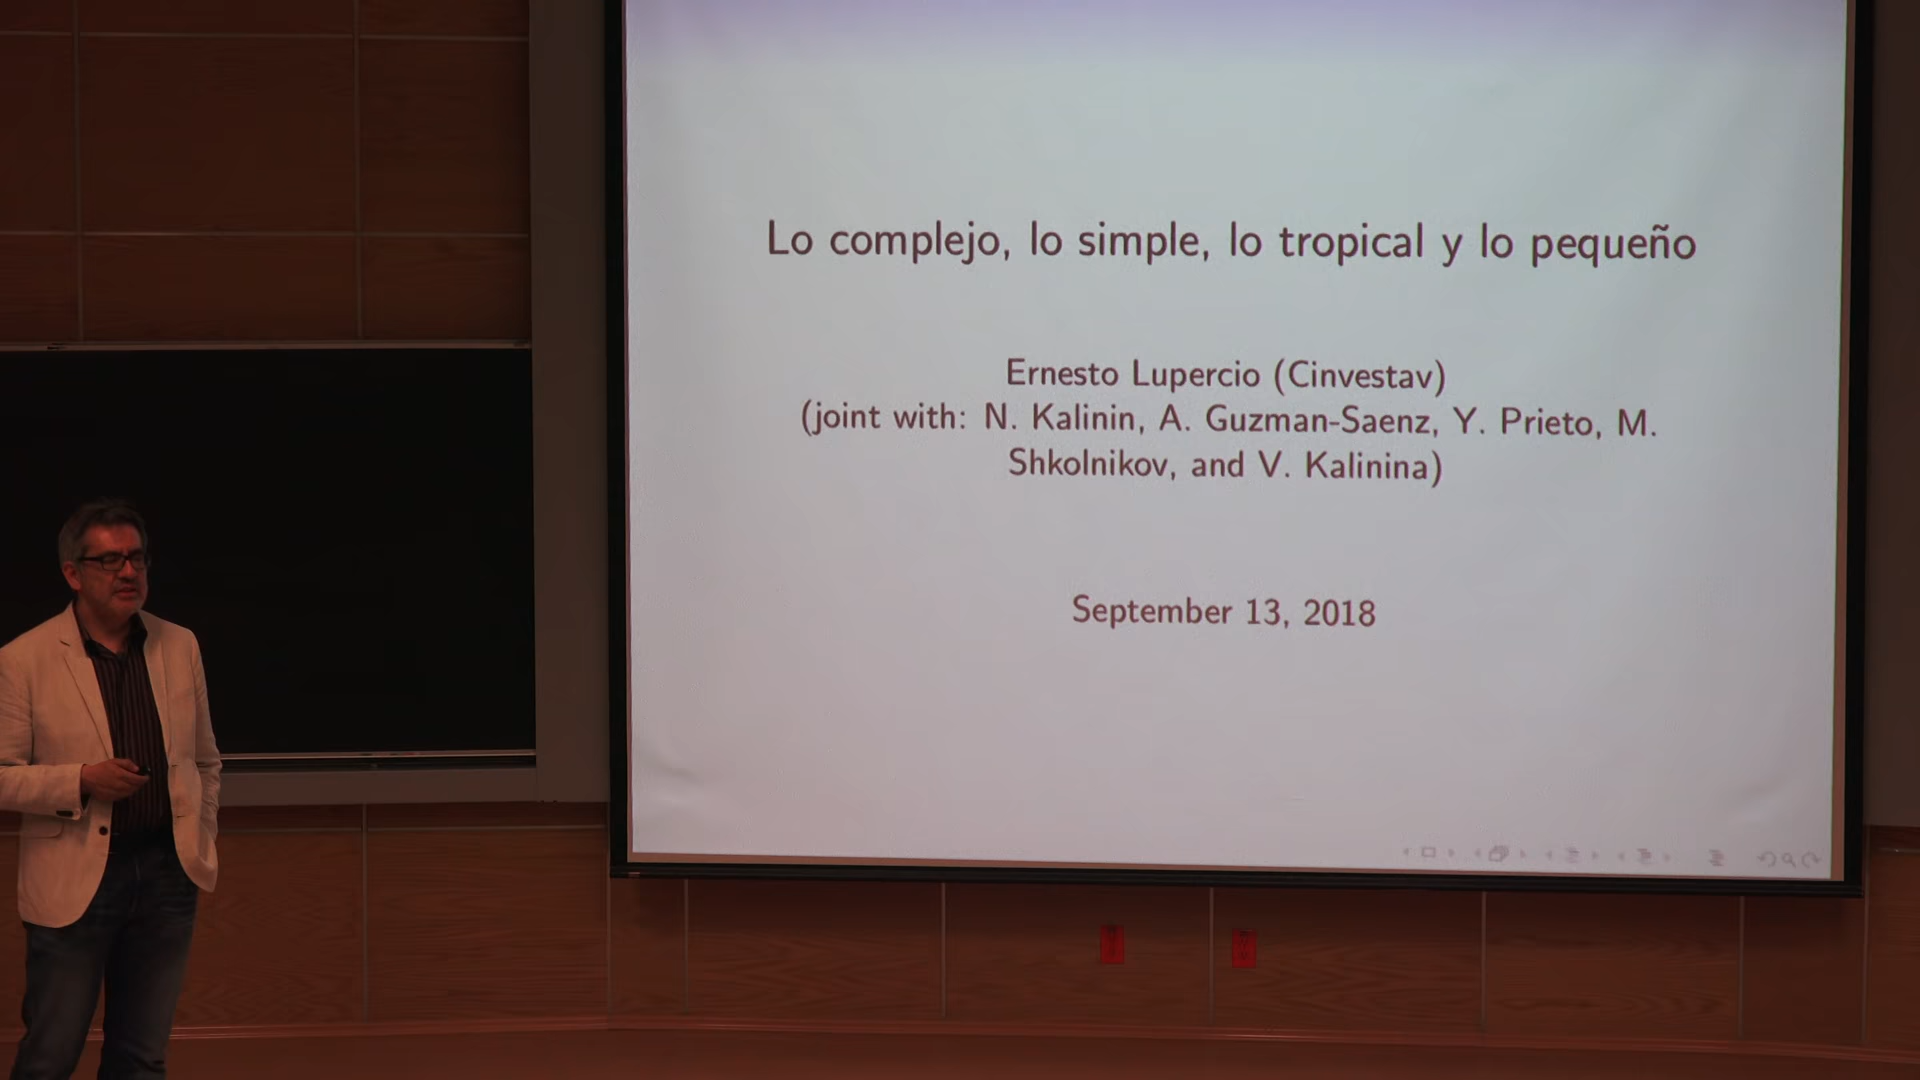 Lo complejo, lo simple, lo tropical y lo pequeño
Ernesto Lupercio (Cinvestav)
(joint with: N. Kalinin, A. Guzman-Saenz, Y. Prieto, M.
Shkolnikov, and V. Kalinina)
September 13, 2018